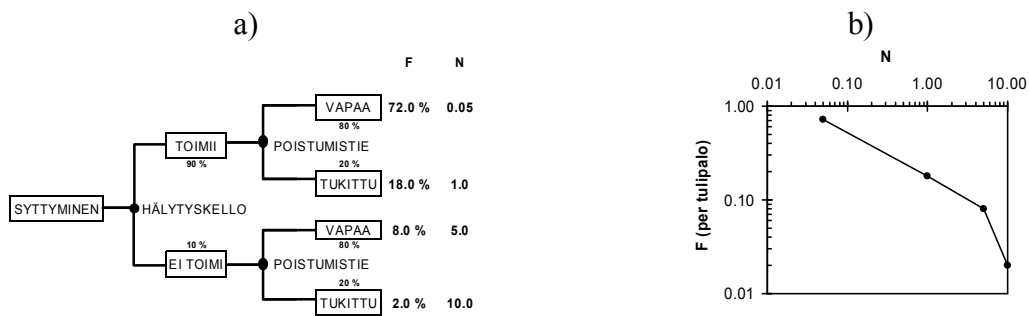 a)
F N
VAPAA 72.0 % 0.05
80 %
TOIMII POISTUMISTIE
90 %
20 %
TUKITTU 18.0 % 1.0
SYTTYMINEN HÄLYTYSKELLO
VAPAA 8.0 % 5.0
80 %
10 %
EI TOIMI POISTUMISTIE
20 %
TUKITTU 2.0 % 10.0
b)
N
0.01 0.10 1.00 10.00
1.00
0.10
0.01
F (per tulipalo)